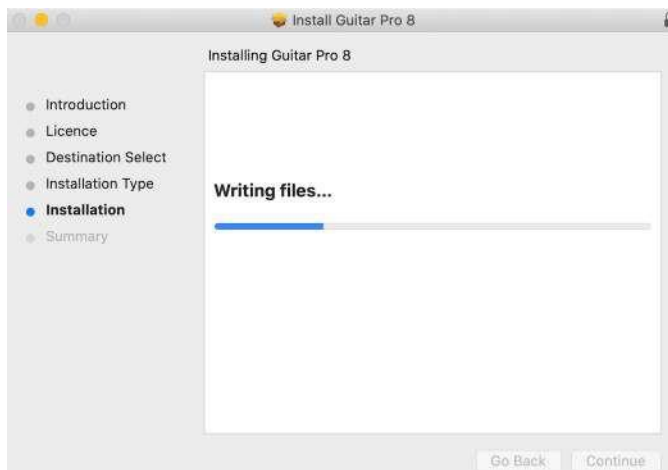 Install Guitar Pro 8
Installing Guitar Pro 8
Introduction
Licence
Destination Select
Installation Type
Installation
Summary
Writing files...
Go Back
Continue